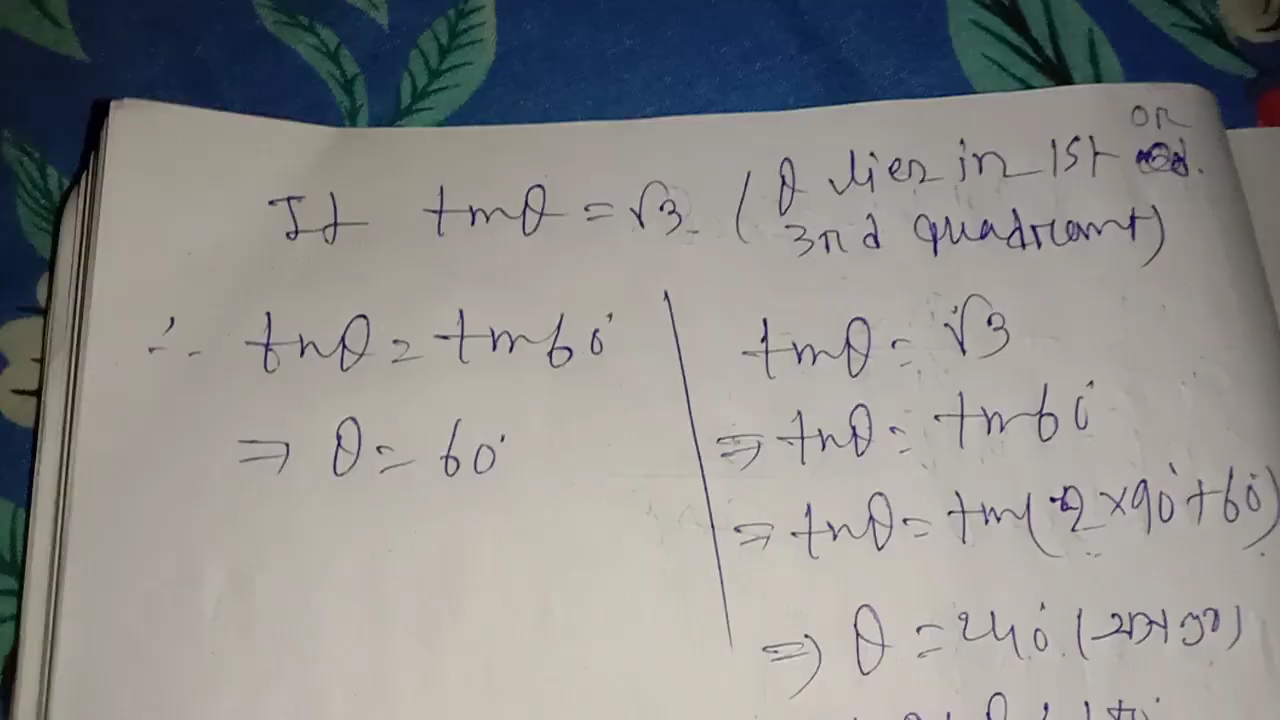 If tanθ = √3 (θ lies in 1st OR
3rd quadrant)
∴ tanθ = tan60°
⇒ θ = 60°
tanθ = √3
⇒ tanθ = tan60°
⇒ tanθ = tan(2×90°+60°)
⇒ θ = 240° (